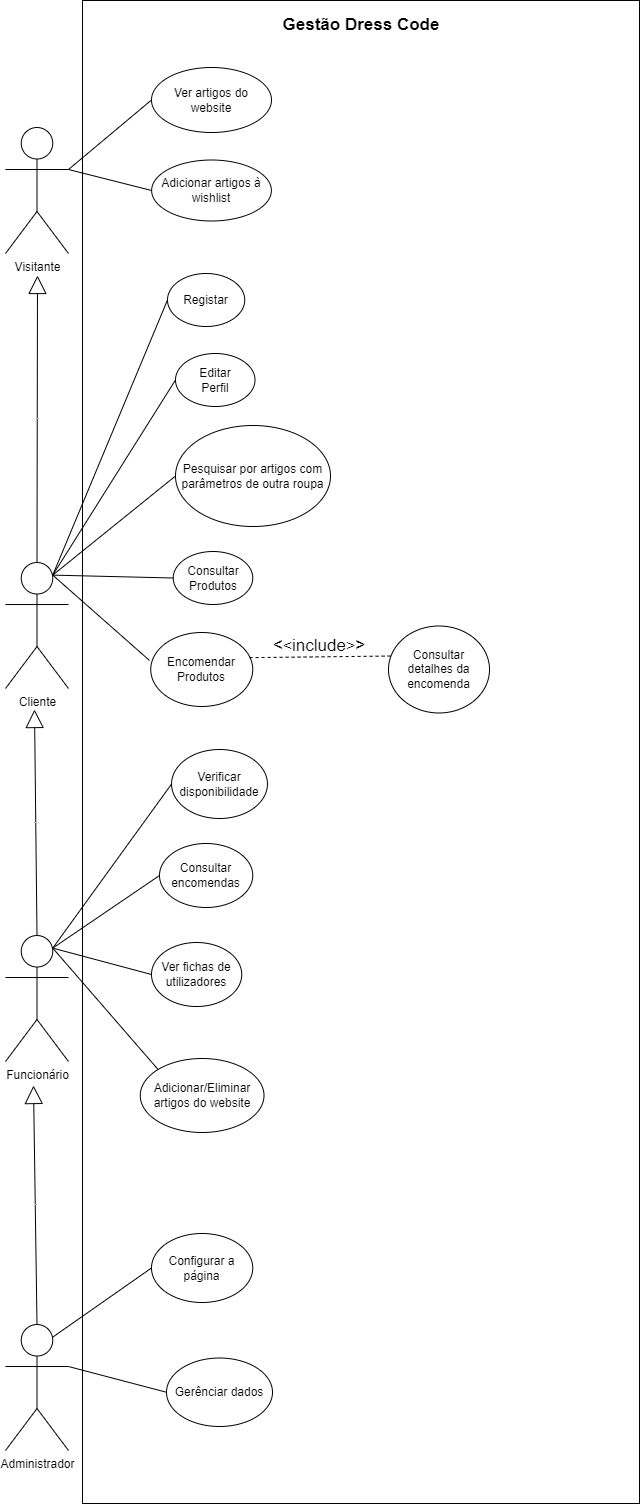 Gestão Dress Code
Ver artigos do
website
Adicionar artigos à
wishlist
Visitante
Registar
Editar
Perfil
Pesquisar por artigos com
parâmetros de outra roupa
Consultar
Produtos
Encomendar
Produtos
<<include>>
Consultar
detalhes da
encomenda
Cliente
Verificar
disponibilidade
Consultar
encomendas
Ver fichas de
utilizadores
Funcionário
Adicionar/Eliminar
artigos do website
Configurar a
página
Gerênciar dados
Administrador